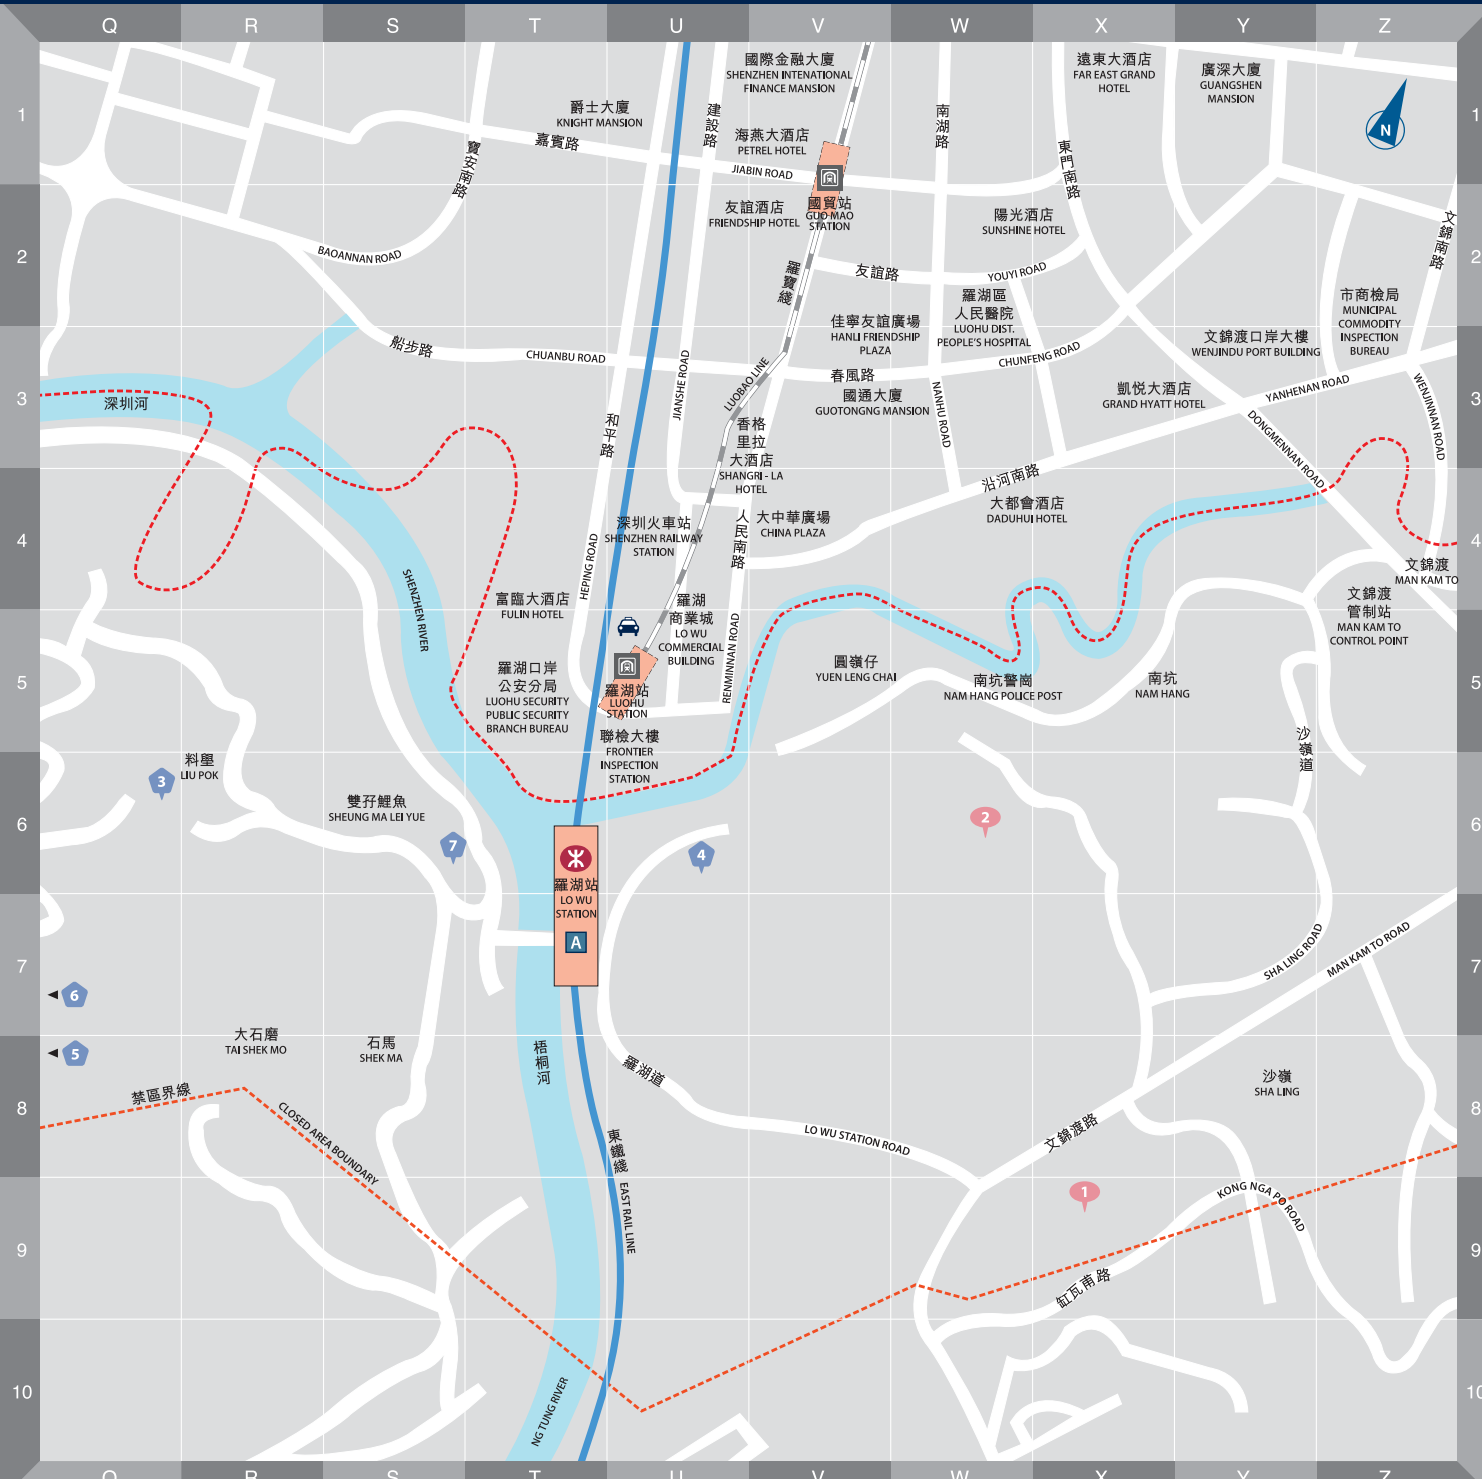 Q R S T U V W X Y Z
1
國際金融大廈
SHENZHEN INTENATIONAL
FINANCE MANSION
遠東大酒店
FAR EAST GRAND
HOTEL
廣深大廈
GUANGSHEN
MANSION
N
1
爵士大廈
KNIGHT MANSION
建設路
海燕大酒店
PETREL HOTEL
南湖路
嘉賓路
JIABIN ROAD
寶安南路
東門南路
2
友誼酒店
FRIENDSHIP HOTEL
國貿站
GUO MAO
STATION
陽光酒店
SUNSHINE HOTEL
文錦南路
2
BAOANNAN ROAD
羅寶綫
友誼路
YOUYI ROAD
羅湖區
人民醫院
LUOHU DIST.
PEOPLE'S HOSPITAL
市商檢局
MUNICIPAL
COMMODITY
INSPECTION
BUREAU
佳寧友誼廣場
HANLI FRIENDSHIP
PLAZA
文錦渡口岸大樓
WENJINDU PORT BUILDING
船步路
CHUANBU ROAD
CHUNFENG ROAD
3
深圳河
JIANSHE ROAD
LUOBAO LINE
春風路
國通大廈
GUOTONGNG MANSION
NANHU ROAD
凱悦大酒店
GRAND HYATT HOTEL
YANHENAN ROAD
WENJINNAN ROAD
3
和平路
香格
里拉
大酒店
SHANGRI - LA
HOTEL
DONGMENNAN ROAD
沿河南路
4
深圳火車站
SHENZHEN RAILWAY
STATION
人民南路
大中華廣場
CHINA PLAZA
大都會酒店
DADUHUI HOTEL
4
SHENZHEN RIVER
HEPING ROAD
文錦渡
MAN KAM TO
富臨大酒店
FULIN HOTEL
羅湖
商業城
LO WU
COMMERCIAL
BUILDING
文錦渡
管制站
MAN KAM TO
CONTROL POINT
5
羅湖口岸
公安分局
LUOHU SECURITY
PUBLIC SECURITY
BRANCH BUREAU
羅湖站
LUOHU
STATION
RENMINNAN ROAD
圓嶺仔
YUEN LENG CHAI
南坑警崗
NAM HANG POLICE POST
南坑
NAM HANG
5
聯檢大樓
FRONTIER
INSPECTION
STATION
沙嶺道
料壆
LIU POK
3
6
雙孖鯉魚
SHEUNG MA LEI YUE
7
4
2
6
羅湖站
LO WU
STATION
A
7
SHA LING ROAD
MAN KAM TO ROAD
7
6
5
大石磨
TAI SHEK MO
石馬
SHEK MA
梧桐河
羅湖道
沙嶺
SHA LING
8
禁區界線
CLOSED AREA BOUNDARY
東鐵綫
EAST RAIL LINE
LO WU STATION ROAD
文錦渡路
8
9
1
KONG NGA PO ROAD
缸瓦甫路
9
10
NG TUNG RIVER
10
Q R S T U V W X Y Z